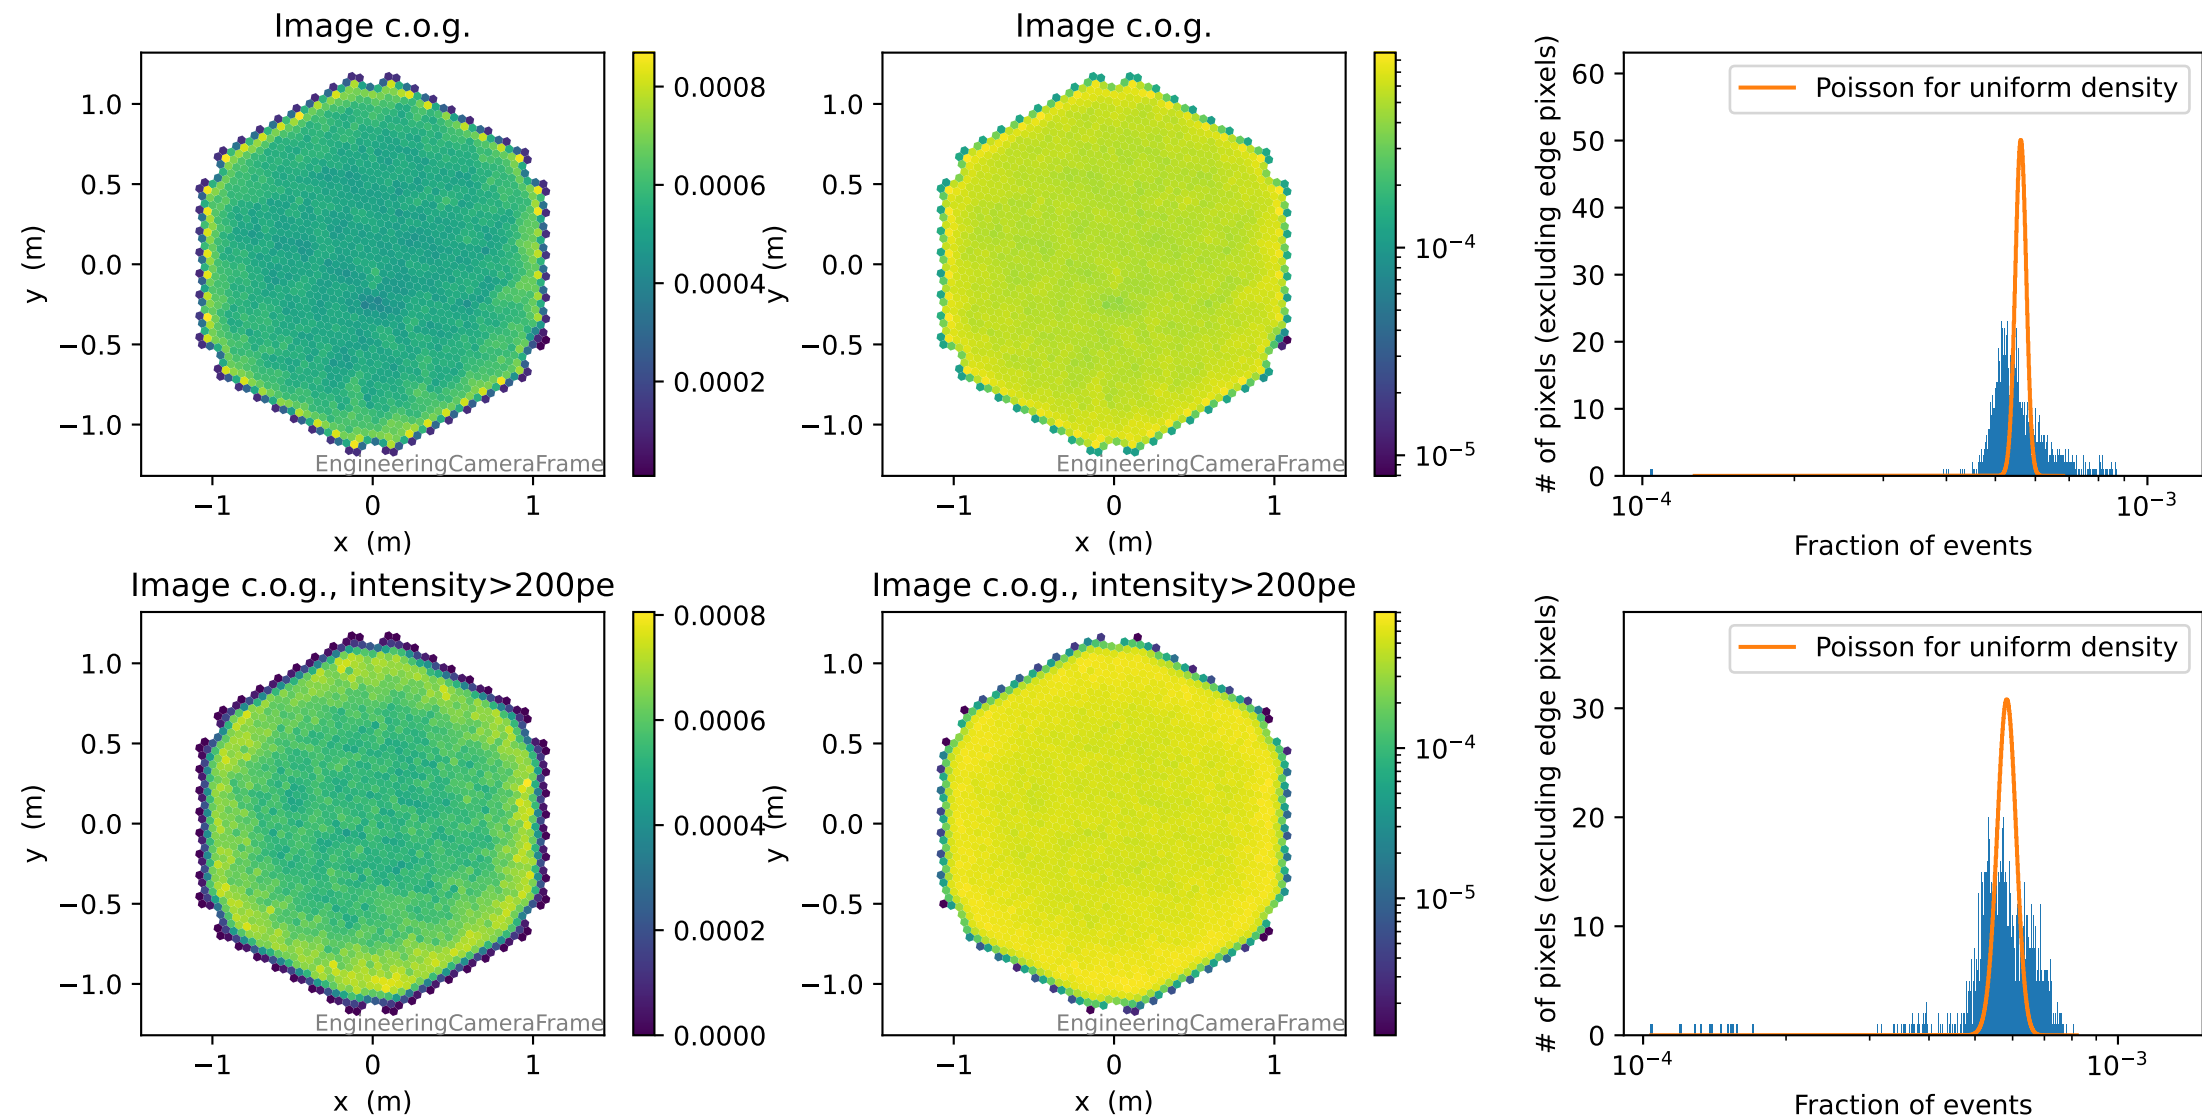 Image c.o.g.
1.0
0.5
0.0
−0.5
−1.0
y (m)
−1 0 1
x (m)
EngineeringCameraFrame
0.0008
0.0006
0.0004
0.0002
Image c.o.g.
1.0
0.5
0.0
−0.5
−1.0
y (m)
−1 0 1
x (m)
EngineeringCameraFrame
10⁻⁴
10⁻⁵
# of pixels (excluding edge pixels)
60
50
40
30
20
10
0
Poisson for uniform density
10⁻⁴ 10⁻³
Fraction of events
Image c.o.g., intensity>200pe
1.0
0.5
0.0
−0.5
−1.0
y (m)
−1 0 1
x (m)
EngineeringCameraFrame
0.0008
0.0006
0.0004
0.0002
0.0000
Image c.o.g., intensity>200pe
1.0
0.5
0.0
−0.5
−1.0
y (m)
−1 0 1
x (m)
EngineeringCameraFrame
10⁻⁴
10⁻⁵
# of pixels (excluding edge pixels)
30
20
10
0
Poisson for uniform density
10⁻⁴ 10⁻³
Fraction of events